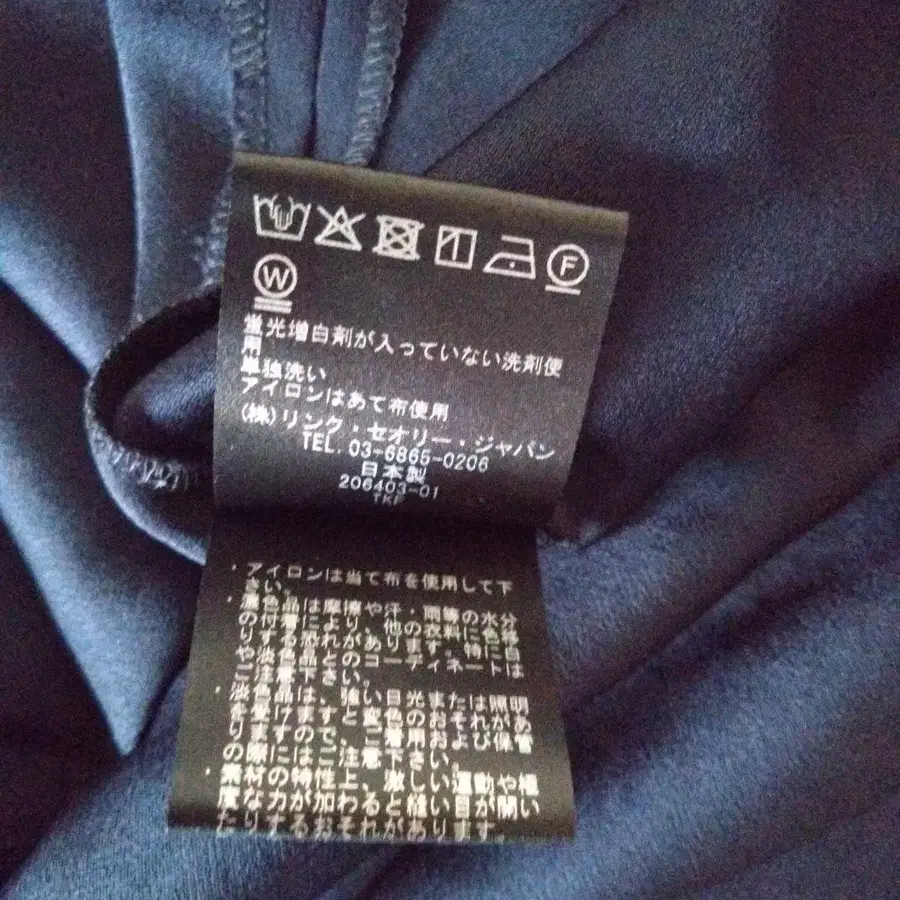 F
W
蛍光増白剤が入っていない洗剤使
用
単独洗い
アイロンはあて布使用
(株)リンク・セオリー・ジャパン
TEL. 03-6865-0206
日本製
206403-01
TKF
・アイロンは当て布を使用して下
さい。
・濃色品は摩擦や汗・雨等の水分
の付着により、他の衣料に色移
りする恐れがあります。特に白
や淡色品とのコーディネートは
ご注意下さい。
・淡色品は、強い日光または照明
を受けますと変色のおそれがあ
りますので、ご着用および保管
の際にはご注意下さい。
・素材の特性上、激しい運動や極
度な力が加わると縫い目が開い
たりするおそれがあります。